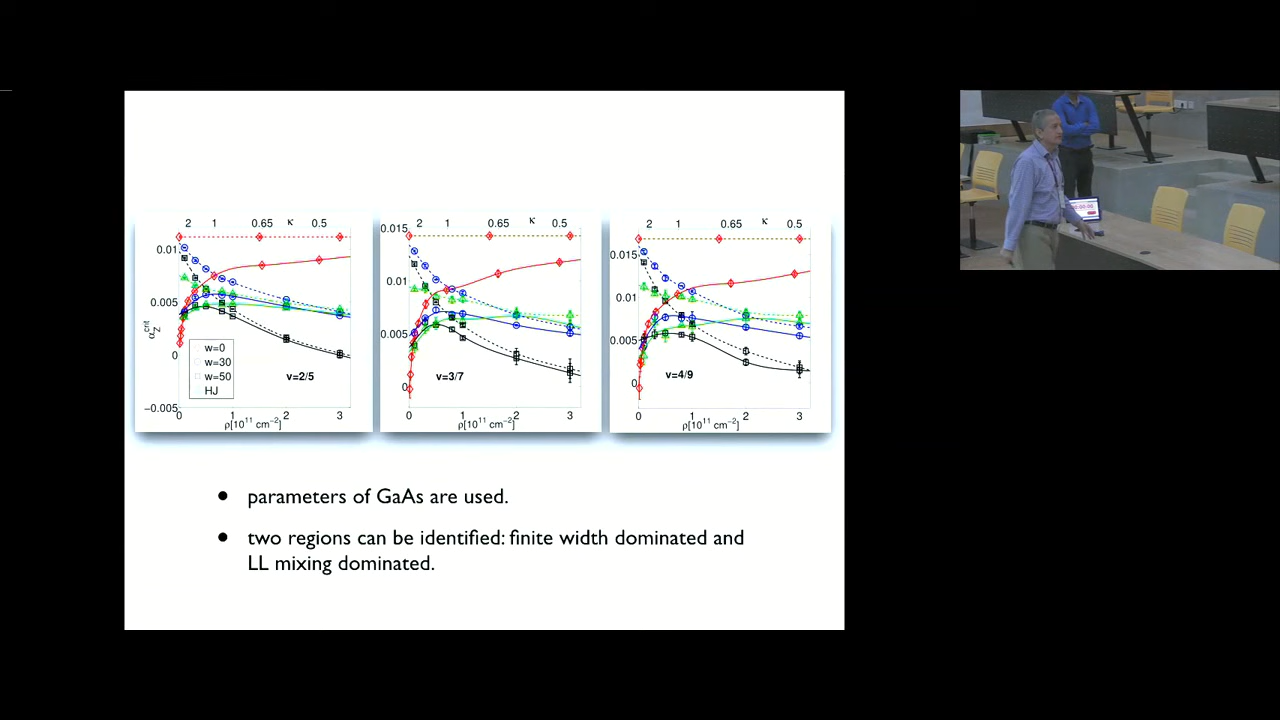 2 1 0.65 κ 0.5
0.01
0.005
0
−0.005
α_Z^crit
w=0
w=30
w=50
HJ
ν=2/5
0 1 2 3
ρ[10^11 cm^−2]
2 1 0.65 κ 0.5
0.015
0.01
0.005
0
ν=3/7
0 1 2 3
ρ[10^11 cm^−2]
2 1 0.65 κ 0.5
0.015
0.01
0.005
0
ν=4/9
0 1 2 3
ρ[10^11 cm^−2]
• parameters of GaAs are used.
• two regions can be identified: finite width dominated and
LL mixing dominated.